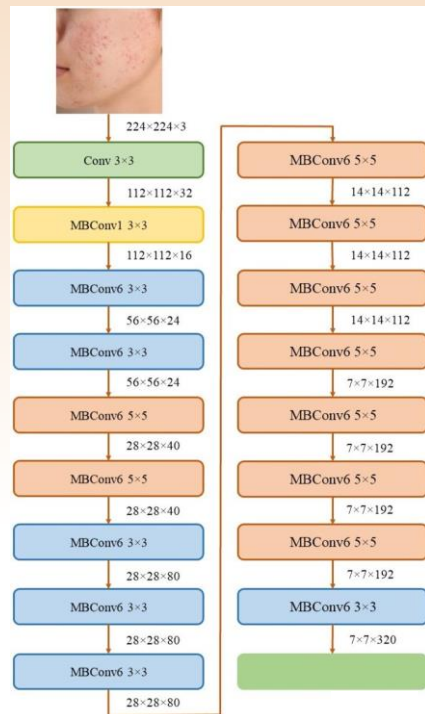 224×224×3
Conv 3×3
112×112×32
MBConv1 3×3
112×112×16
MBConv6 3×3
56×56×24
MBConv6 3×3
56×56×24
MBConv6 5×5
28×28×40
MBConv6 5×5
28×28×40
MBConv6 3×3
28×28×80
MBConv6 3×3
28×28×80
MBConv6 3×3
28×28×80
MBConv6 5×5
14×14×112
MBConv6 5×5
14×14×112
MBConv6 5×5
14×14×112
MBConv6 5×5
7×7×192
MBConv6 5×5
7×7×192
MBConv6 5×5
7×7×192
MBConv6 5×5
7×7×192
MBConv6 3×3
7×7×320